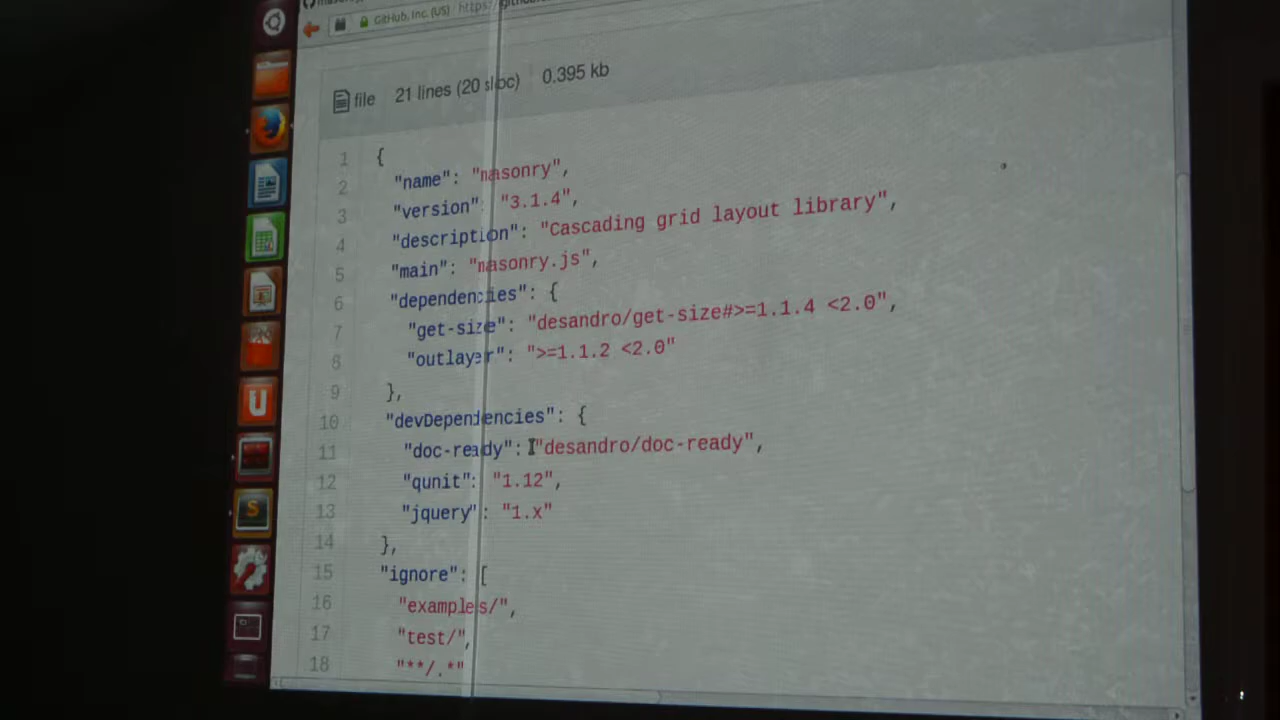 GitHub, Inc. (US) https://
file 21 lines (20 sloc) 0.395 kb
1 {
2 "name": "masonry",
3 "version": "3.1.4",
4 "description": "Cascading grid layout library",
5 "main": "masonry.js",
6 "dependencies": {
7 "get-size": "desandro/get-size#>=1.1.4 <2.0",
8 "outlayer": ">=1.1.2 <2.0"
9 },
10 "devDependencies": {
11 "doc-ready": "desandro/doc-ready",
12 "qunit": "1.12",
13 "jquery": "1.x"
14 },
15 "ignore": [
16 "examples/",
17 "test/",
18 "**/.*"